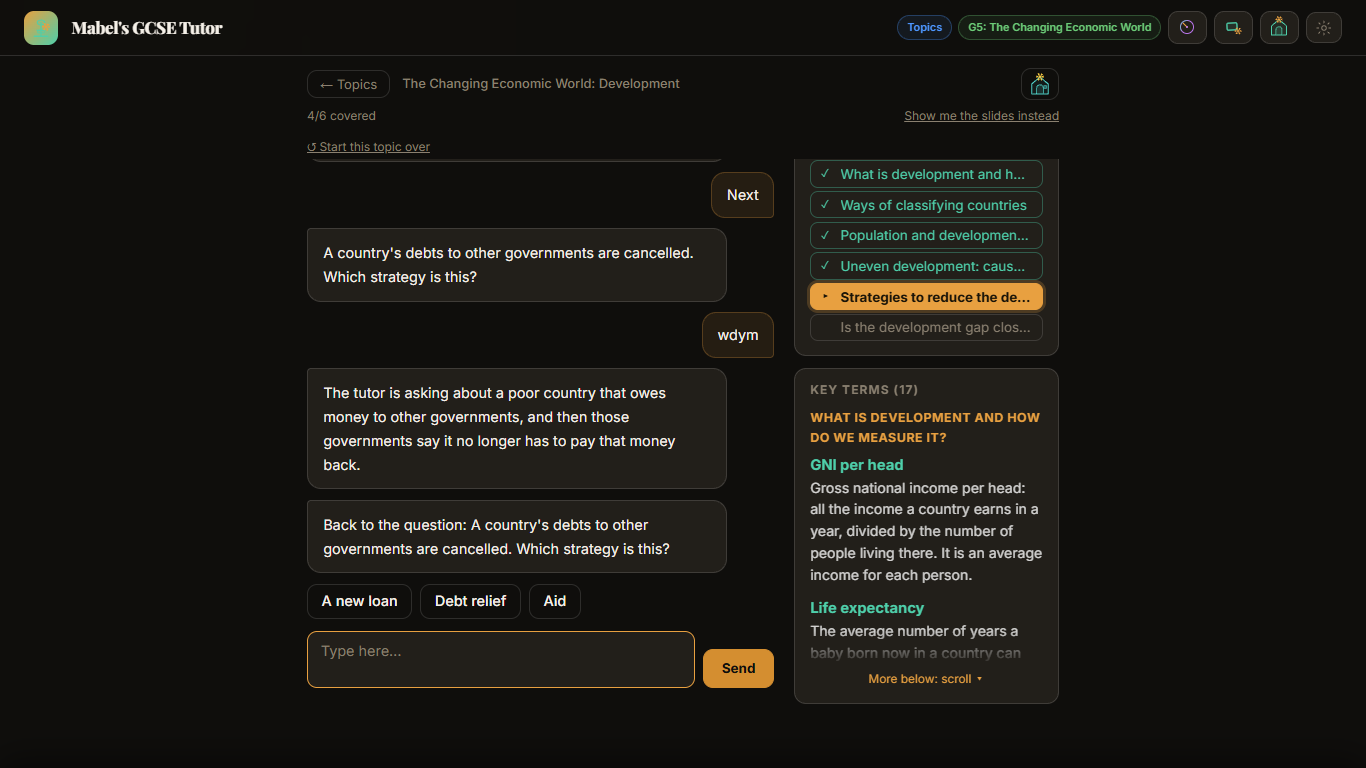 Mabel's GCSE Tutor
Topics
G5: The Changing Economic World
← Topics
The Changing Economic World: Development
4/6 covered
Show me the slides instead
↺ Start this topic over
Next
A country's debts to other governments are cancelled.
Which strategy is this?
wdym
The tutor is asking about a poor country that owes
money to other governments, and then those
governments say it no longer has to pay that money
back.
Back to the question: A country's debts to other
governments are cancelled. Which strategy is this?
A new loan
Debt relief
Aid
Type here...
Send
✓ What is development and h...
✓ Ways of classifying countries
✓ Population and developmen...
✓ Uneven development: caus...
▸ Strategies to reduce the de...
Is the development gap clos...
KEY TERMS (17)
WHAT IS DEVELOPMENT AND HOW
DO WE MEASURE IT?
GNI per head
Gross national income per head:
all the income a country earns in a
year, divided by the number of
people living there. It is an average
income for each person.
Life expectancy
The average number of years a
baby born now in a country can
More below: scroll ▾